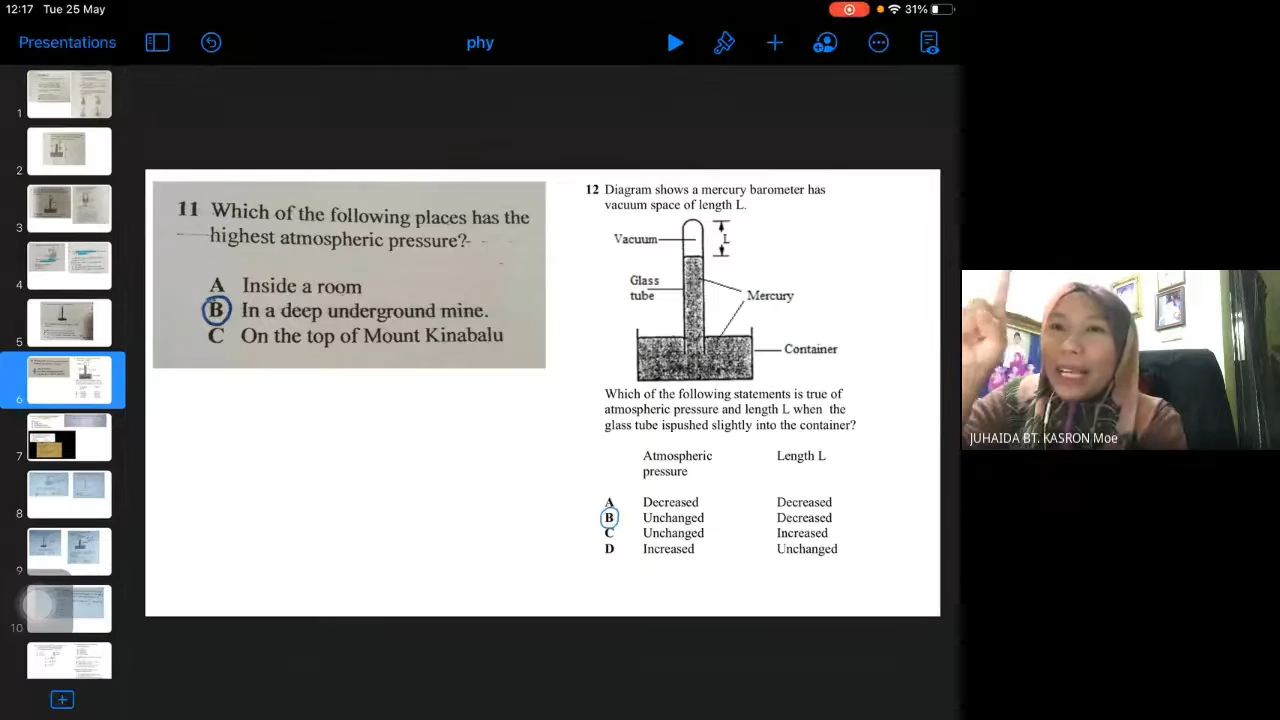 12:17 Tue 25 May
31%
Presentations
phy
11 Which of the following places has the
highest atmospheric pressure?
A Inside a room
B In a deep underground mine.
C On the top of Mount Kinabalu
12 Diagram shows a mercury barometer has
vacuum space of length L.
Vacuum
L
Glass
tube
Mercury
Container
Which of the following statements is true of
atmospheric pressure and length L when the
glass tube ispushed slightly into the container?
Atmospheric Length L
pressure
A Decreased Decreased
B Unchanged Decreased
C Unchanged Increased
D Increased Unchanged
1
2
3
4
5
6
7
8
9
10
JUHAIDA BT. KASRON Moe